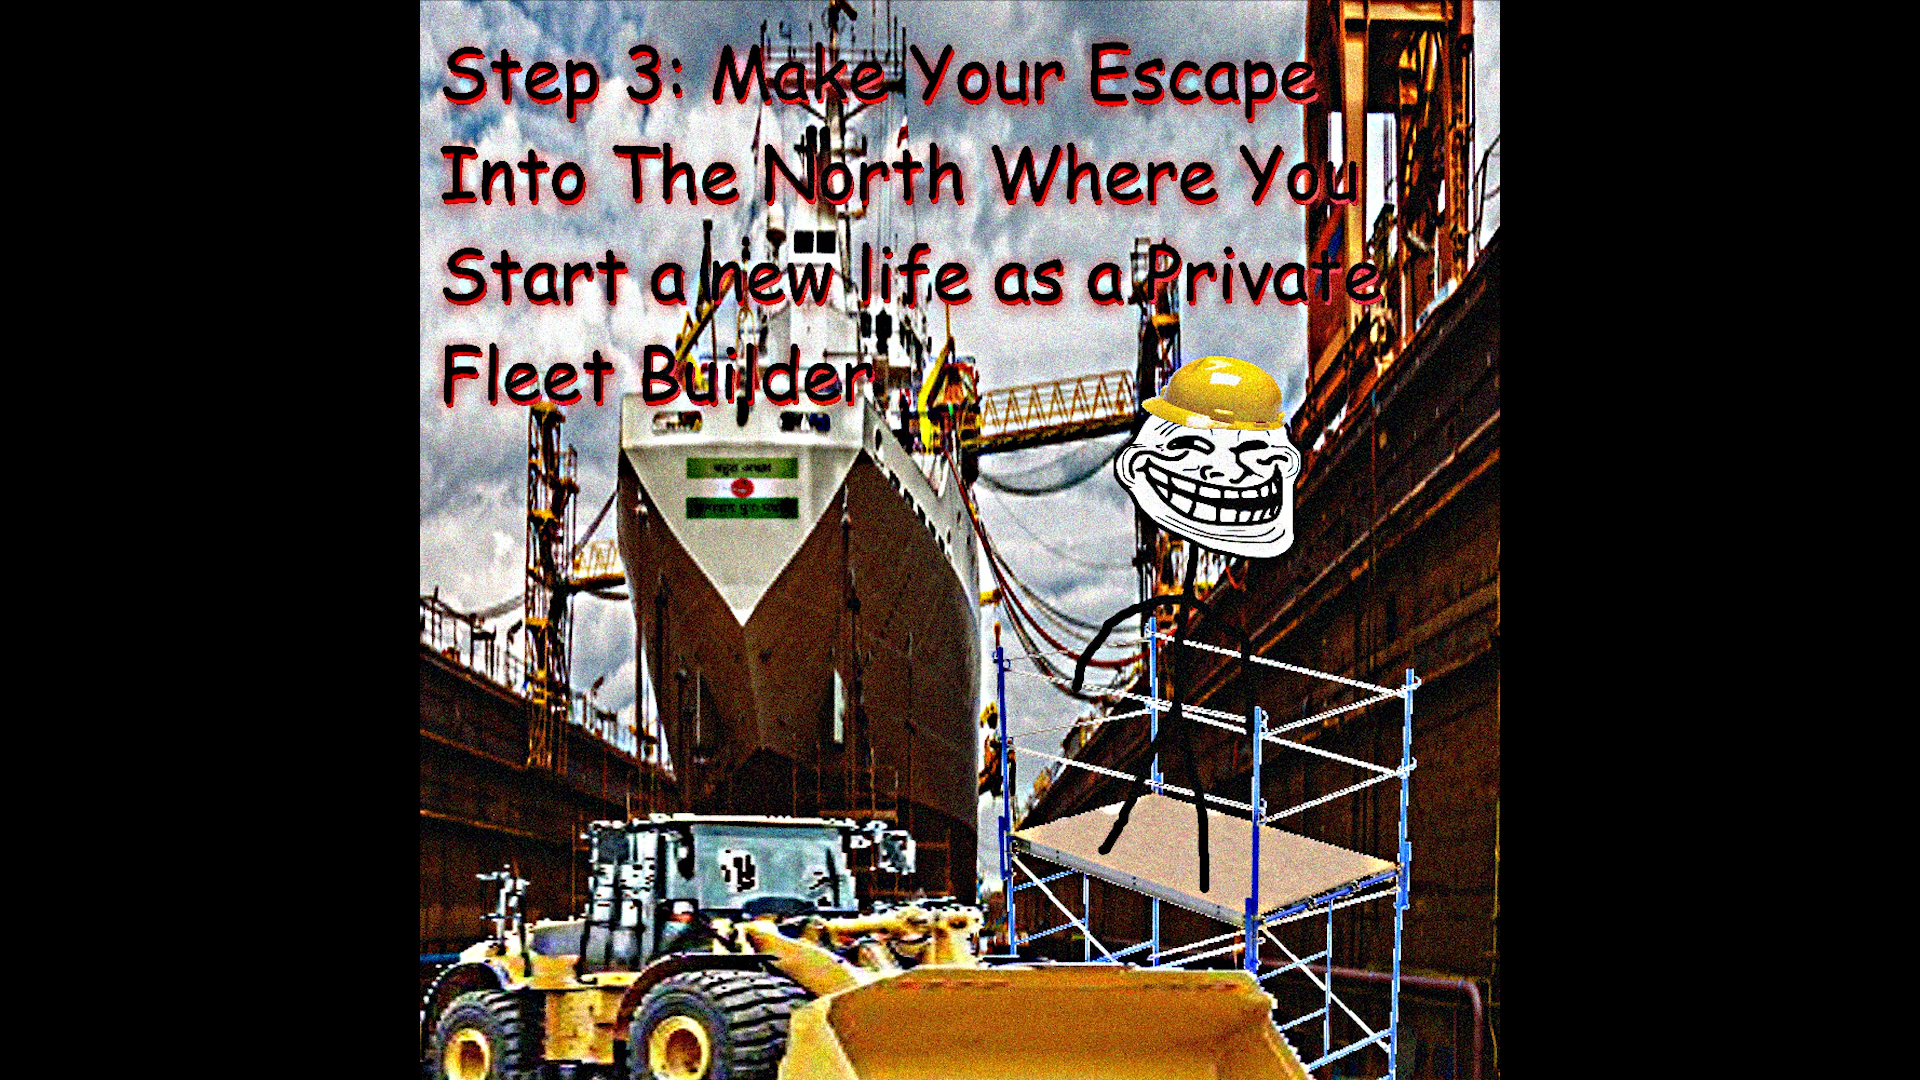 Step 3: Make Your Escape
Into The North Where You
Start a new life as a Private
Fleet Builder